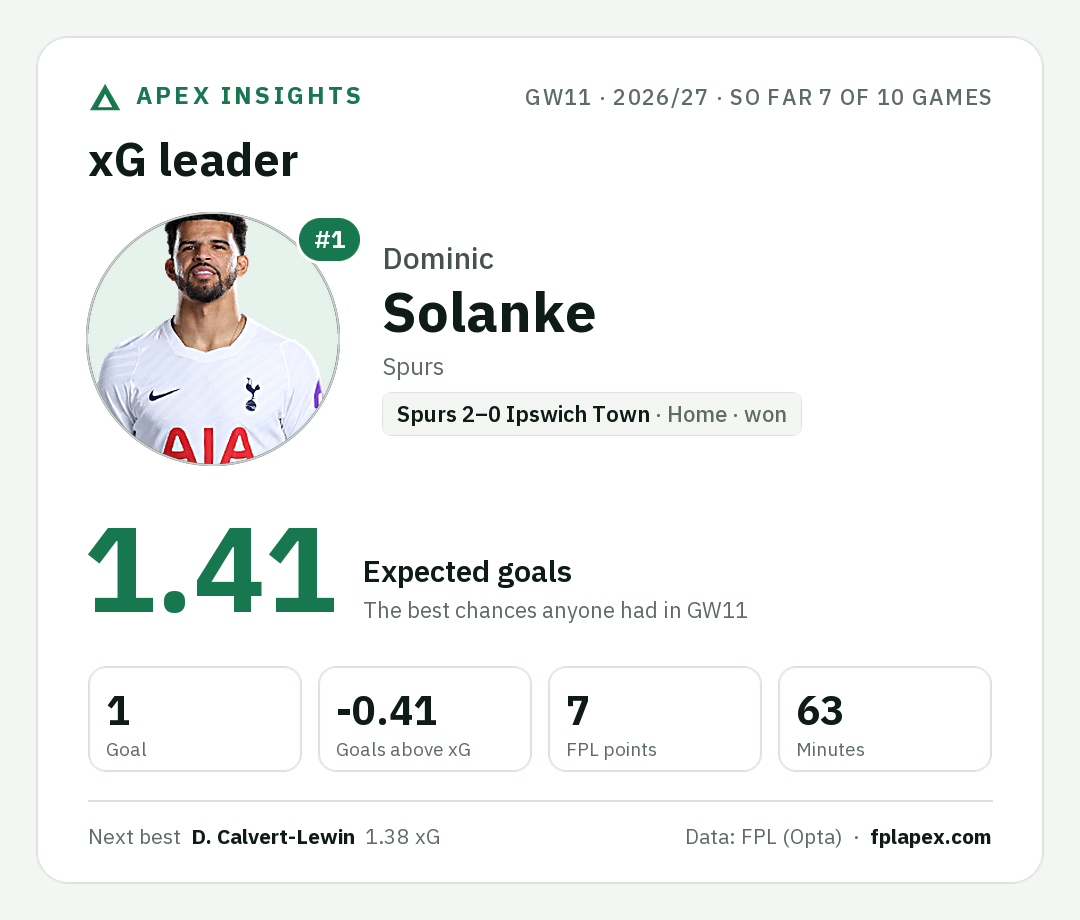 APEX INSIGHTS
GW11 · 2026/27 · SO FAR 7 OF 10 GAMES
xG leader
#1
AIA
Dominic
Solanke
Spurs
Spurs 2–0 Ipswich Town · Home · won
1.41
Expected goals
The best chances anyone had in GW11
1
Goal
-0.41
Goals above xG
7
FPL points
63
Minutes
Next best D. Calvert-Lewin 1.38 xG
Data: FPL (Opta) · fplapex.com